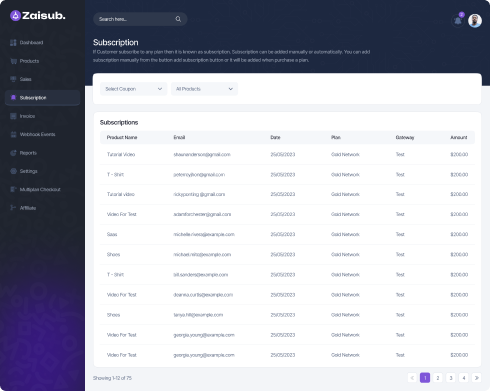 Zaisub.
Search here...
Dashboard
Products
Sales
Subscription
Invoice
Webhook Events
Reports
Settings
Multiplan Checkout
Affiliate
Subscription
If Customer subscribe to any plan then it is known as subscription. Subscription can be added manually or automatically. You can add
subscription manually from the button add subscription button or it will be added when purchase a plan.
Select Coupon
All Products
Subscriptions
Product Name Email Date Plan Gateway Amount
Tutorial Video 25/05/2023 Gold Network Test $200.00
T - Shirt 25/05/2023 Gold Network Test $200.00
Tutorial video rickyponting @gmail.com 25/05/2023 Gold Network Test $200.00
Video For Test 25/05/2023 Gold Network Test $200.00
Saas michelle.rivera@example.com 25/05/2023 Gold Network Test $200.00
Shoes michael.mitc@example.com 25/05/2023 Gold Network Test $200.00
T - Shirt bill.sanders@example.com 25/05/2023 Gold Network Test $200.00
Video For Test deanna.curtis@example.com 25/05/2023 Gold Network Test $200.00
Shoes tanya.hill@example.com 25/05/2023 Gold Network Test $200.00
Video For Test georgia.young@example.com 25/05/2023 Gold Network Test $200.00
Video For Test georgia.young@example.com 25/05/2023 Gold Network Test $200.00
Showing 1-12 of 75
1 2 3 4